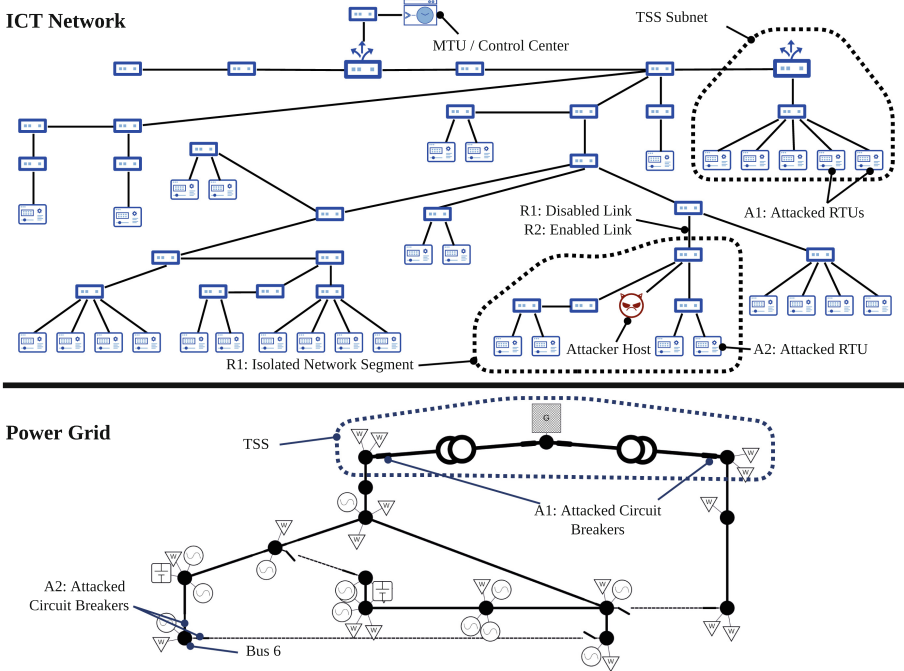 ICT Network
MTU / Control Center
TSS Subnet
A1: Attacked RTUs
R1: Disabled Link
R2: Enabled Link
Attacker Host
A2: Attacked RTU
R1: Isolated Network Segment
Power Grid
TSS
G
W
W
W
W
W
W
W
A1: Attacked Circuit
Breakers
W
W
W
A2: Attacked
Circuit Breakers
W
W
W
W
W
W
W
W
Bus 6